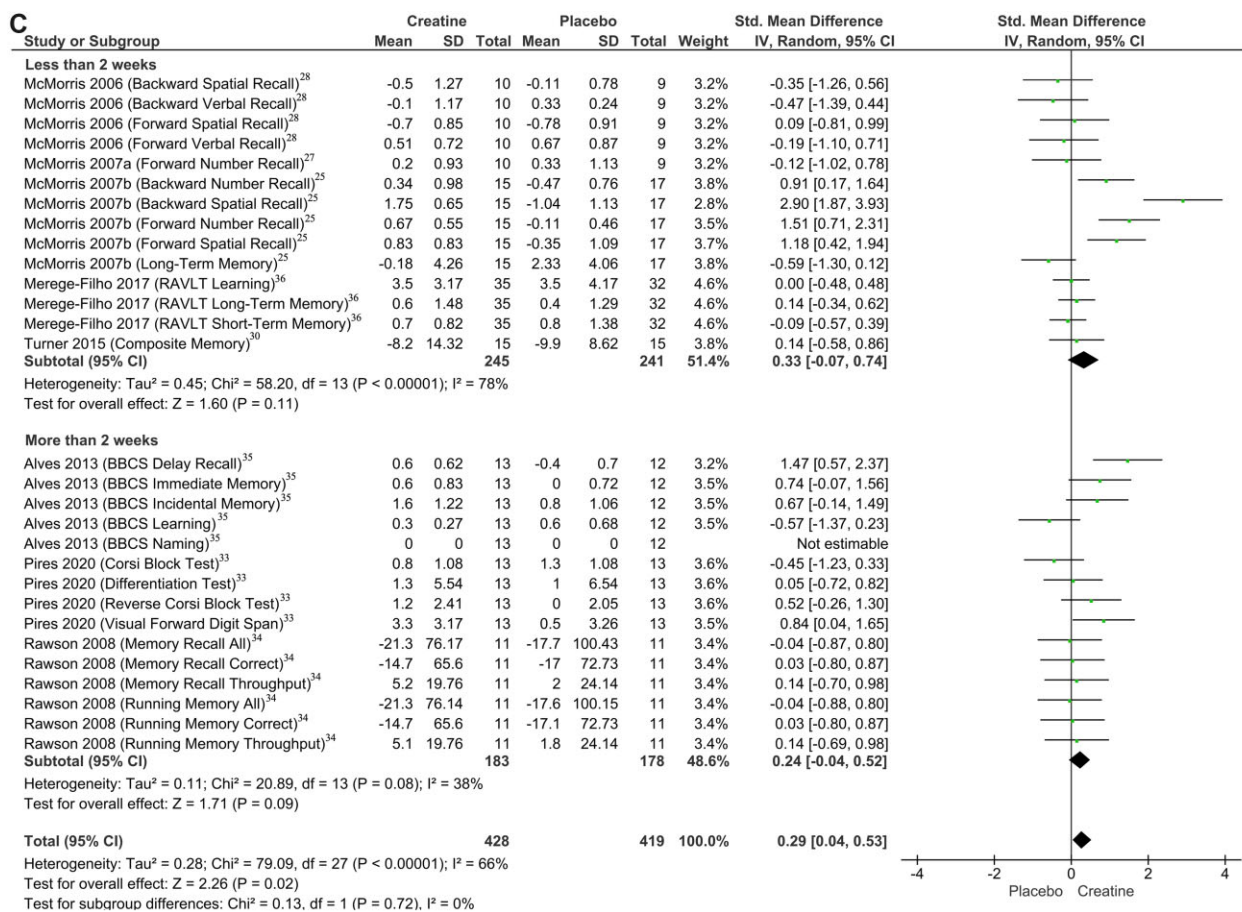 C
Creatine Placebo Std. Mean Difference Std. Mean Difference
Study or Subgroup Mean SD Total Mean SD Total Weight IV, Random, 95% CI IV, Random, 95% CI
Less than 2 weeks
McMorris 2006 (Backward Spatial Recall)²⁸ -0.5 1.27 10 -0.11 0.78 9 3.2% -0.35 [-1.26, 0.56]
McMorris 2006 (Backward Verbal Recall)²⁸ -0.1 1.17 10 0.33 0.24 9 3.2% -0.47 [-1.39, 0.44]
McMorris 2006 (Forward Spatial Recall)²⁸ -0.7 0.85 10 -0.78 0.91 9 3.2% 0.09 [-0.81, 0.99]
McMorris 2006 (Forward Verbal Recall)²⁸ 0.51 0.72 10 0.67 0.87 9 3.2% -0.19 [-1.10, 0.71]
McMorris 2007a (Forward Number Recall)²⁷ 0.2 0.93 10 0.33 1.13 9 3.2% -0.12 [-1.02, 0.78]
McMorris 2007b (Backward Number Recall)²⁵ 0.34 0.98 15 -0.47 0.76 17 3.8% 0.91 [0.17, 1.64]
McMorris 2007b (Backward Spatial Recall)²⁵ 1.75 0.65 15 -1.04 1.13 17 2.8% 2.90 [1.87, 3.93]
McMorris 2007b (Forward Number Recall)²⁵ 0.67 0.55 15 -0.11 0.46 17 3.5% 1.51 [0.71, 2.31]
McMorris 2007b (Forward Spatial Recall)²⁵ 0.83 0.83 15 -0.35 1.09 17 3.7% 1.18 [0.42, 1.94]
McMorris 2007b (Long-Term Memory)²⁵ -0.18 4.26 15 2.33 4.06 17 3.8% -0.59 [-1.30, 0.12]
Merege-Filho 2017 (RAVLT Learning)³⁶ 3.5 3.17 35 3.5 4.17 32 4.6% 0.00 [-0.48, 0.48]
Merege-Filho 2017 (RAVLT Long-Term Memory)³⁶ 0.6 1.48 35 0.4 1.29 32 4.6% 0.14 [-0.34, 0.62]
Merege-Filho 2017 (RAVLT Short-Term Memory)³⁶ 0.7 0.82 35 0.8 1.38 32 4.6% -0.09 [-0.57, 0.39]
Turner 2015 (Composite Memory)³⁰ -8.2 14.32 15 -9.9 8.62 15 3.8% 0.14 [-0.58, 0.86]
Subtotal (95% CI) 245 241 51.4% 0.33 [-0.07, 0.74]
Heterogeneity: Tau² = 0.45; Chi² = 58.20, df = 13 (P < 0.00001); I² = 78%
Test for overall effect: Z = 1.60 (P = 0.11)
More than 2 weeks
Alves 2013 (BBCS Delay Recall)³⁵ 0.6 0.62 13 -0.4 0.7 12 3.2% 1.47 [0.57, 2.37]
Alves 2013 (BBCS Immediate Memory)³⁵ 0.6 0.83 13 0 0.72 12 3.5% 0.74 [-0.07, 1.56]
Alves 2013 (BBCS Incidental Memory)³⁵ 1.6 1.22 13 0.8 1.06 12 3.5% 0.67 [-0.14, 1.49]
Alves 2013 (BBCS Learning)³⁵ 0.3 0.27 13 0.6 0.68 12 3.5% -0.57 [-1.37, 0.23]
Alves 2013 (BBCS Naming)³⁵ 0 0 13 0 0 12 Not estimable
Pires 2020 (Corsi Block Test)³³ 0.8 1.08 13 1.3 1.08 13 3.6% -0.45 [-1.23, 0.33]
Pires 2020 (Differentiation Test)³³ 1.3 5.54 13 1 6.54 13 3.6% 0.05 [-0.72, 0.82]
Pires 2020 (Reverse Corsi Block Test)³³ 1.2 2.41 13 0 2.05 13 3.6% 0.52 [-0.26, 1.30]
Pires 2020 (Visual Forward Digit Span)³³ 3.3 3.17 13 0.5 3.26 13 3.5% 0.84 [0.04, 1.65]
Rawson 2008 (Memory Recall All)³⁴ -21.3 76.17 11 -17.7 100.43 11 3.4% -0.04 [-0.87, 0.80]
Rawson 2008 (Memory Recall Correct)³⁴ -14.7 65.6 11 -17 72.73 11 3.4% 0.03 [-0.80, 0.87]
Rawson 2008 (Memory Recall Throughput)³⁴ 5.2 19.76 11 2 24.14 11 3.4% 0.14 [-0.70, 0.98]
Rawson 2008 (Running Memory All)³⁴ -21.3 76.14 11 -17.6 100.15 11 3.4% -0.04 [-0.88, 0.80]
Rawson 2008 (Running Memory Correct)³⁴ -14.7 65.6 11 -17.1 72.73 11 3.4% 0.03 [-0.80, 0.87]
Rawson 2008 (Running Memory Throughput)³⁴ 5.1 19.76 11 1.8 24.14 11 3.4% 0.14 [-0.69, 0.98]
Subtotal (95% CI) 183 178 48.6% 0.24 [-0.04, 0.52]
Heterogeneity: Tau² = 0.11; Chi² = 20.89, df = 13 (P = 0.08); I² = 38%
Test for overall effect: Z = 1.71 (P = 0.09)
Total (95% CI) 428 419 100.0% 0.29 [0.04, 0.53]
Heterogeneity: Tau² = 0.28; Chi² = 79.09, df = 27 (P < 0.00001); I² = 66%
Test for overall effect: Z = 2.26 (P = 0.02)
Test for subgroup differences: Chi² = 0.13, df = 1 (P = 0.72), I² = 0%
-4 -2 0 2 4
Placebo Creatine